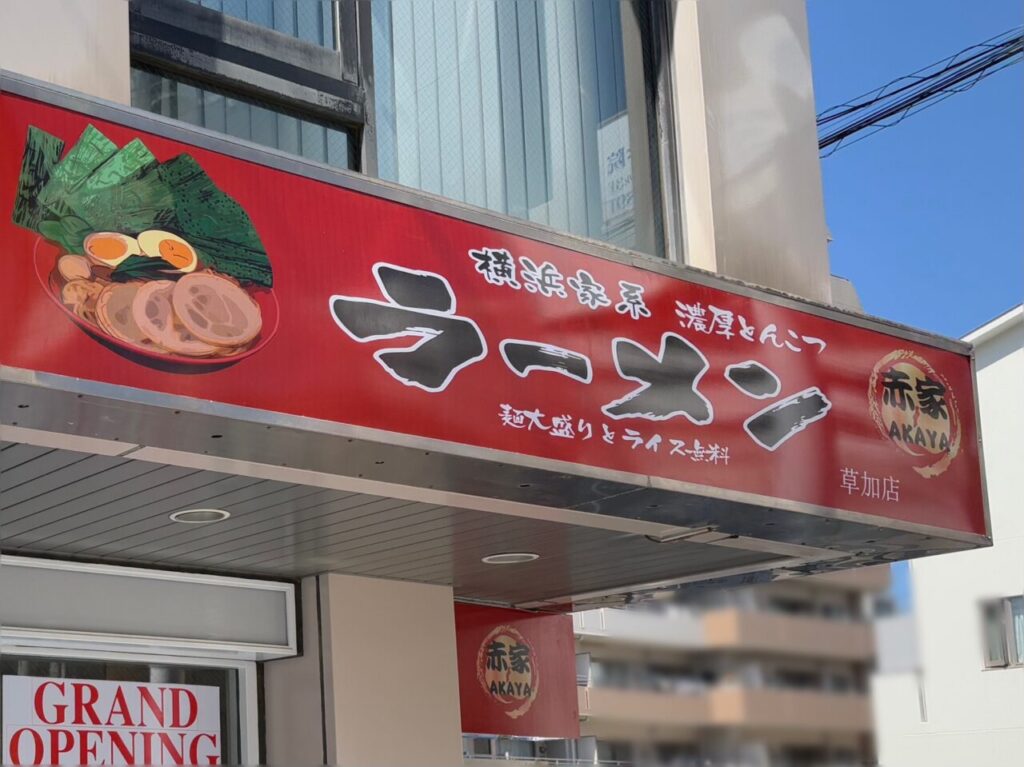 横浜家系
濃厚とんこつ
ラーメン
麺大盛りとライス無料
赤家
AKAYA
草加店
赤家
AKAYA
GRAND
OPENING